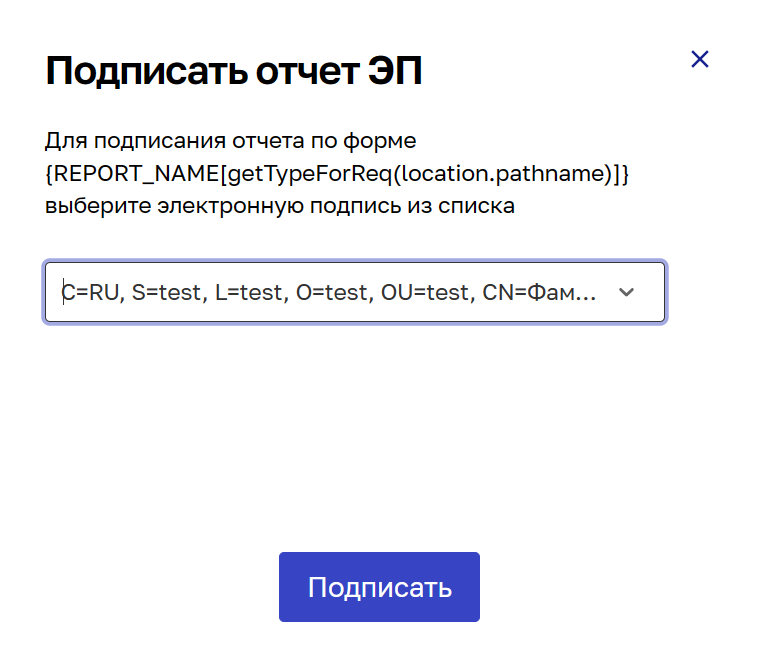 Подписать отчет ЭП
Для подписания отчета по форме
{REPORT_NAME[getTypeForReq(location.pathname)]}
выберите электронную подпись из списка
C=RU, S=test, L=test, O=test, OU=test, CN=Фам...
Подписать